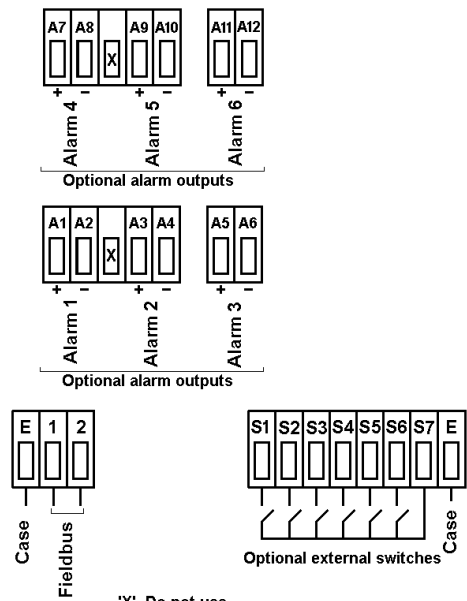 A7 A8 X A9 A10 A11 A12
+ − + − + −
Alarm 4 Alarm 5 Alarm 6
Optional alarm outputs
A1 A2 X A3 A4 A5 A6
+ − + − + −
Alarm 1 Alarm 2 Alarm 3
Optional alarm outputs
E 1 2
Case Fieldbus
S1 S2 S3 S4 S5 S6 S7 E
Optional external switches Case
'X' Do not use